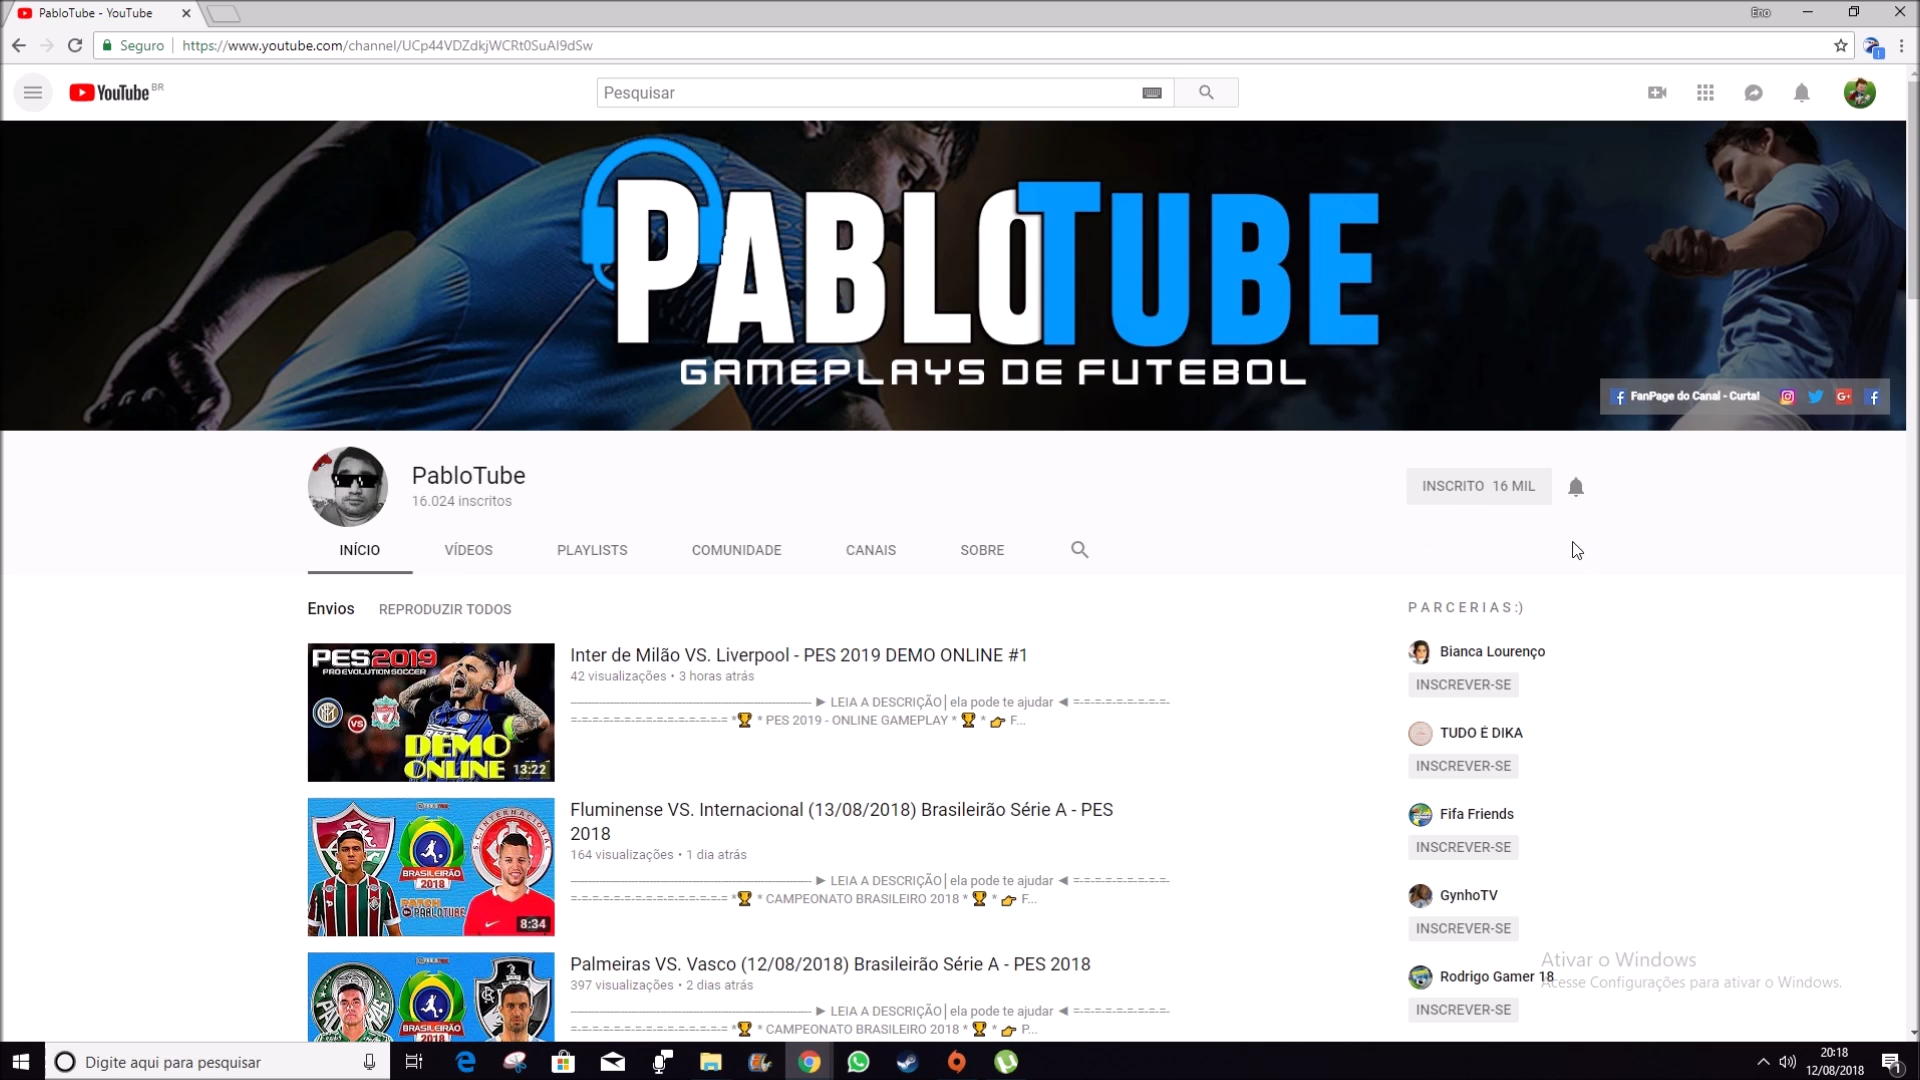 PabloTube - YouTube
Eno
Seguro
https://www.youtube.com/channel/UCp44VDZdkjWCRt0SuAI9dSw
YouTube BR
Pesquisar
PABLOTUBE
GAMEPLAYS DE FUTEBOL
FanPage do Canal - Curta!
PabloTube
16.024 inscritos
INSCRITO 16 MIL
INÍCIO
VÍDEOS
PLAYLISTS
COMUNIDADE
CANAIS
SOBRE
Envios
REPRODUZIR TODOS
PES2019
PRO EVOLUTION SOCCER
VS
DEMO
ONLINE
13:22
Inter de Milão VS. Liverpool - PES 2019 DEMO ONLINE #1
42 visualizações • 3 horas atrás
► LEIA A DESCRIÇÃO│ela pode te ajudar ◄ =-=-=-=-=-=-=-=-=-
=-=-=-=-=-=-=-=-=-=-=-=-=-=-= *🏆 * PES 2019 - ONLINE GAMEPLAY * 🏆 * 👉 F...
BRASILEIRÃO
2018
PATCH
PABLOTUBE
8:34
Fluminense VS. Internacional (13/08/2018) Brasileirão Série A - PES
2018
164 visualizações • 1 dia atrás
► LEIA A DESCRIÇÃO│ela pode te ajudar ◄ =-=-=-=-=-=-=-=-=-
=-=-=-=-=-=-=-=-=-=-=-=-=-=-= *🏆 * CAMPEONATO BRASILEIRO 2018 * 🏆 * 👉 F...
BRASILEIRÃO
2018
Palmeiras VS. Vasco (12/08/2018) Brasileirão Série A - PES 2018
397 visualizações • 2 dias atrás
► LEIA A DESCRIÇÃO│ela pode te ajudar ◄ =-=-=-=-=-=-=-=-=-
=-=-=-=-=-=-=-=-=-=-=-=-=-=-= *🏆 * CAMPEONATO BRASILEIRO 2018 * 🏆 * 👉 P...
P A R C E R I A S :)
Bianca Lourenço
INSCREVER-SE
TUDO É DIKA
INSCREVER-SE
Fifa Friends
INSCREVER-SE
GynhoTV
INSCREVER-SE
Rodrigo Gamer 18
INSCREVER-SE
Ativar o Windows
Acesse Configurações para ativar o Windows.
Digite aqui para pesquisar
20:18
12/08/2018
1